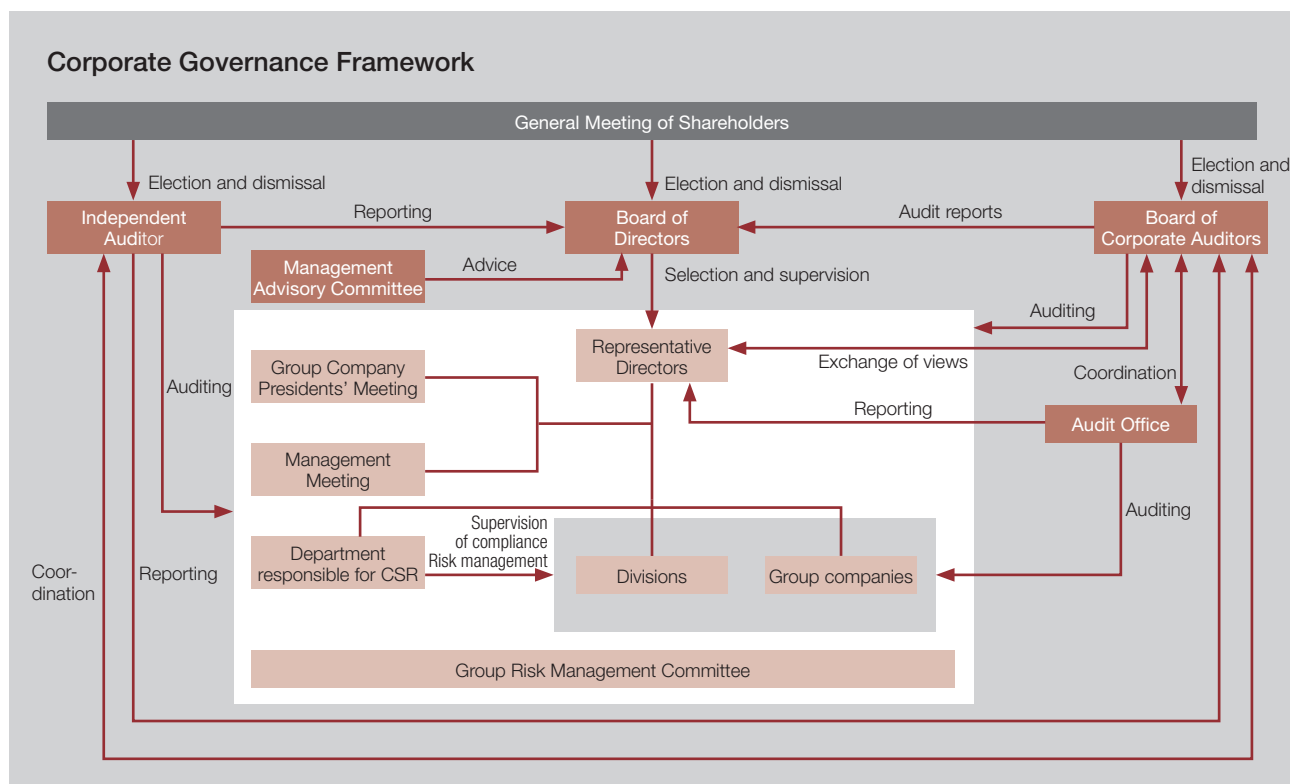 Corporate Governance Framework
General Meeting of Shareholders
Election and dismissal
Election and dismissal
Election and
dismissal
Independent
Auditor
Reporting
Board of
Directors
Audit reports
Board of
Corporate Auditors
Management
Advisory Committee
Advice
Selection and supervision
Auditing
Representative
Directors
Exchange of views
Group Company
Presidents' Meeting
Auditing
Coordination
Reporting
Audit Office
Management
Meeting
Auditing
Supervision
of compliance
Risk management
Department
responsible for CSR
Divisions
Group companies
Coor-
dination
Reporting
Group Risk Management Committee